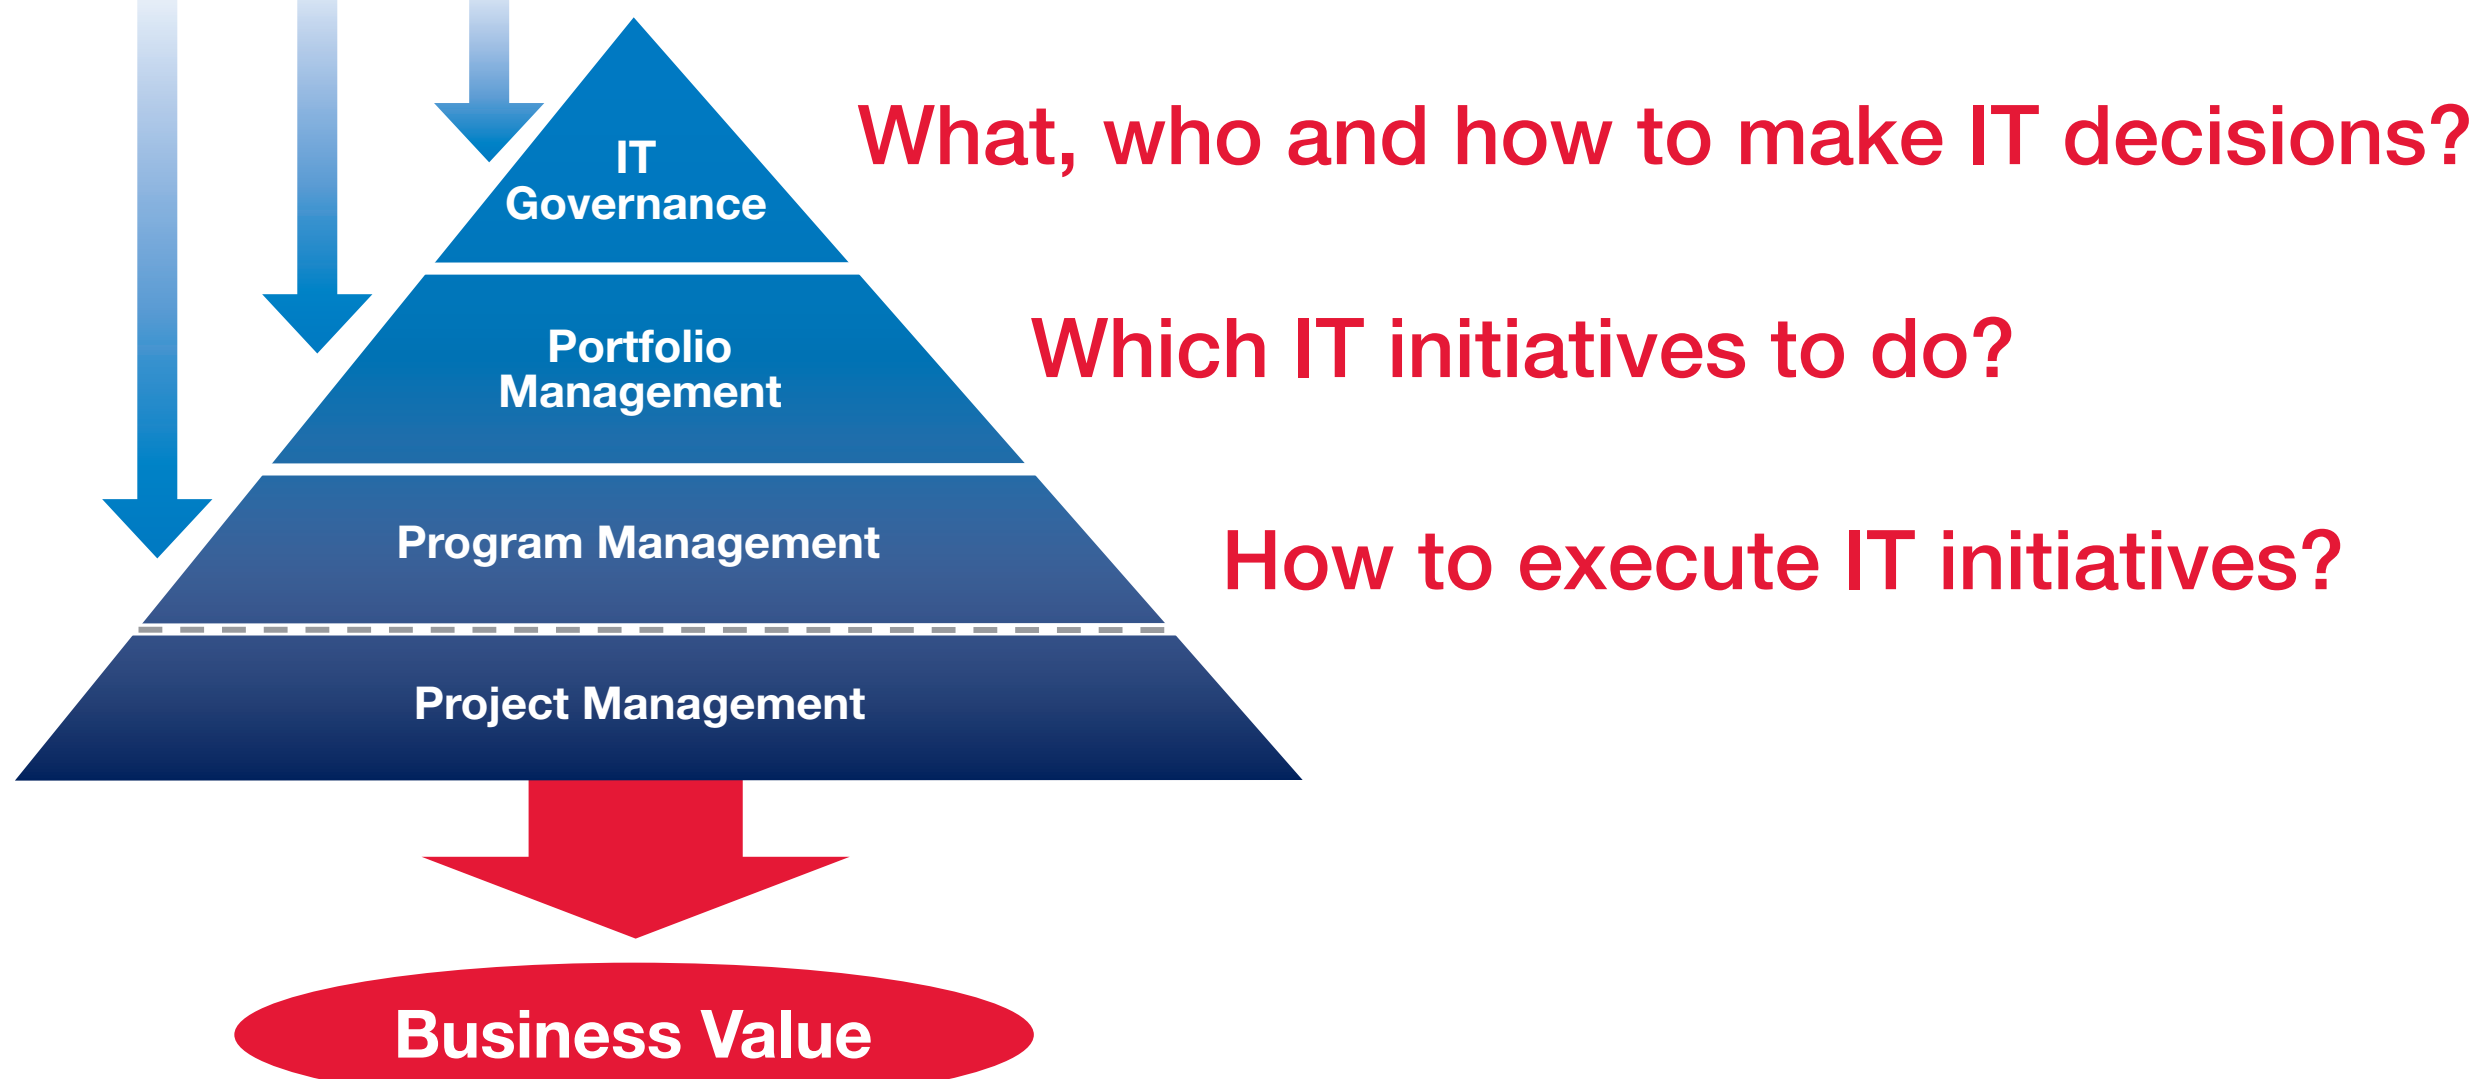 IT
Governance
What, who and how to make IT decisions?
Portfolio
Management
Which IT initiatives to do?
Program Management
How to execute IT initiatives?
Project Management
Business Value